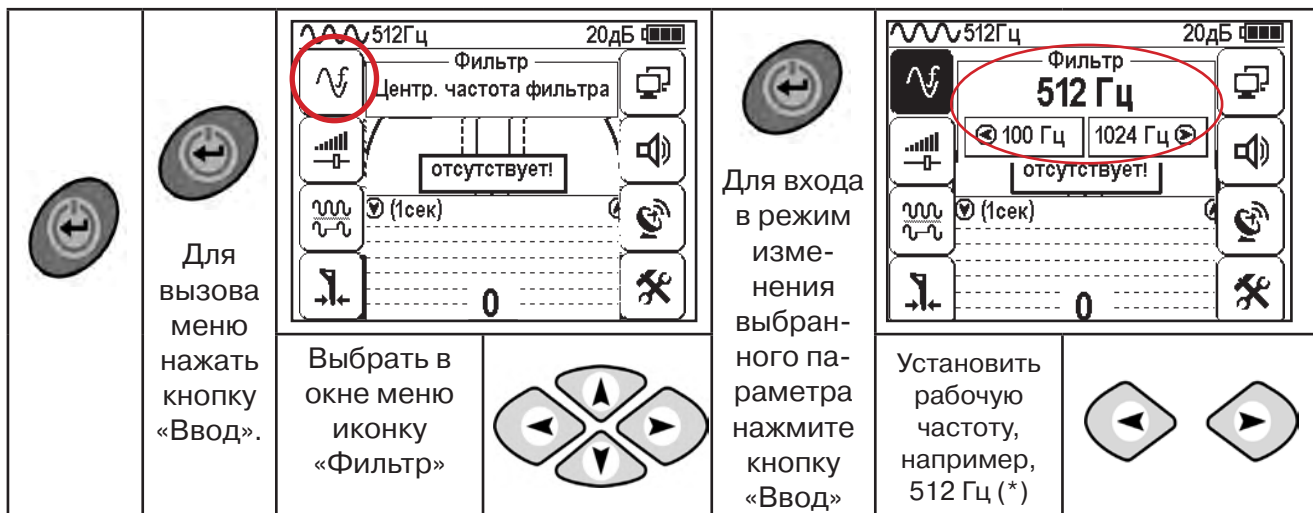 Для
вызова
меню
нажать
кнопку
«Ввод».
512Гц 20дБ
Фильтр
Центр. частота фильтра
отсутствует!
(1сек)
0
Выбрать в
окне меню
иконку
«Фильтр»
Для входа
в режим
изме-
нения
выбран-
ного па-
раметра
нажмите
кнопку
«Ввод»
512Гц 20дБ
Фильтр
512 Гц
100 Гц 1024 Гц
отсутствует!
(1сек)
0
Установить
рабочую
частоту,
например,
512 Гц (*)